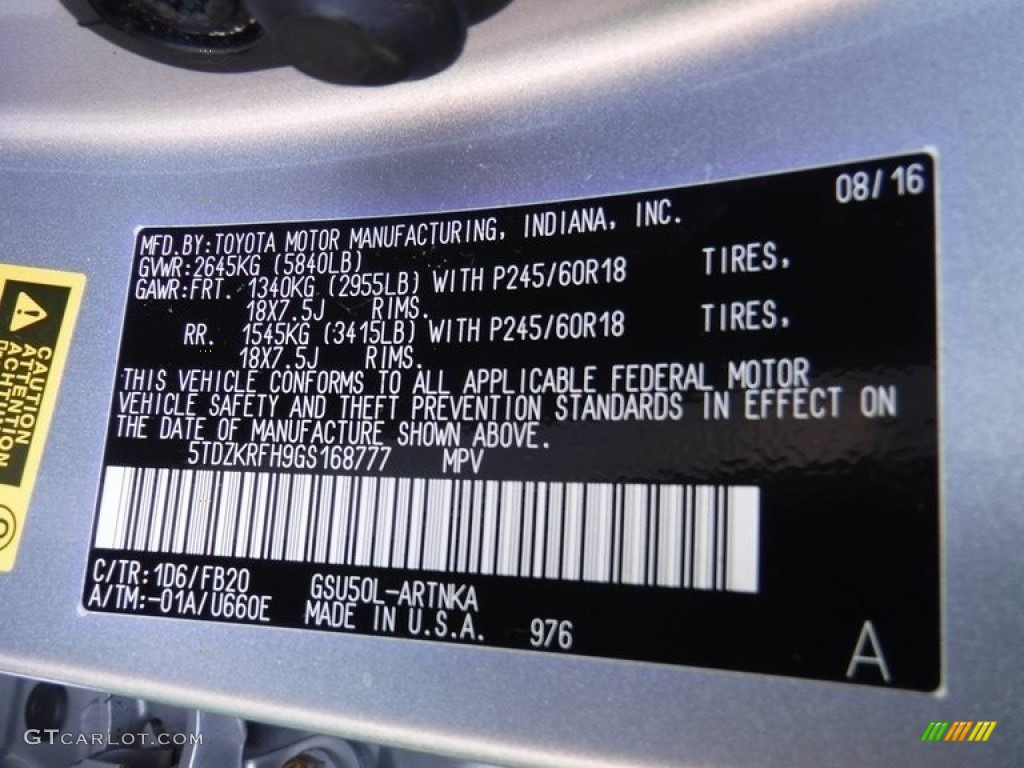 08/16
MFD.BY:TOYOTA MOTOR MANUFACTURING, INDIANA, INC.
GVWR:2645KG (5840LB)
GAWR:FRT. 1340KG (2955LB) WITH P245/60R18 TIRES,
18X7.5J RIMS.
RR. 1545KG (3415LB) WITH P245/60R18 TIRES,
18X7.5J RIMS.
THIS VEHICLE CONFORMS TO ALL APPLICABLE FEDERAL MOTOR
VEHICLE SAFETY AND THEFT PREVENTION STANDARDS IN EFFECT ON
THE DATE OF MANUFACTURE SHOWN ABOVE.
5TDZKRFH9GS168777 MPV
C/TR:1D6/FB20 GSU50L-ARTNKA
A/TM:-01A/U660E MADE IN U.S.A. 976
A
CAUTION
ATTENTION
ACHTUNG
GTCARLOT.COM